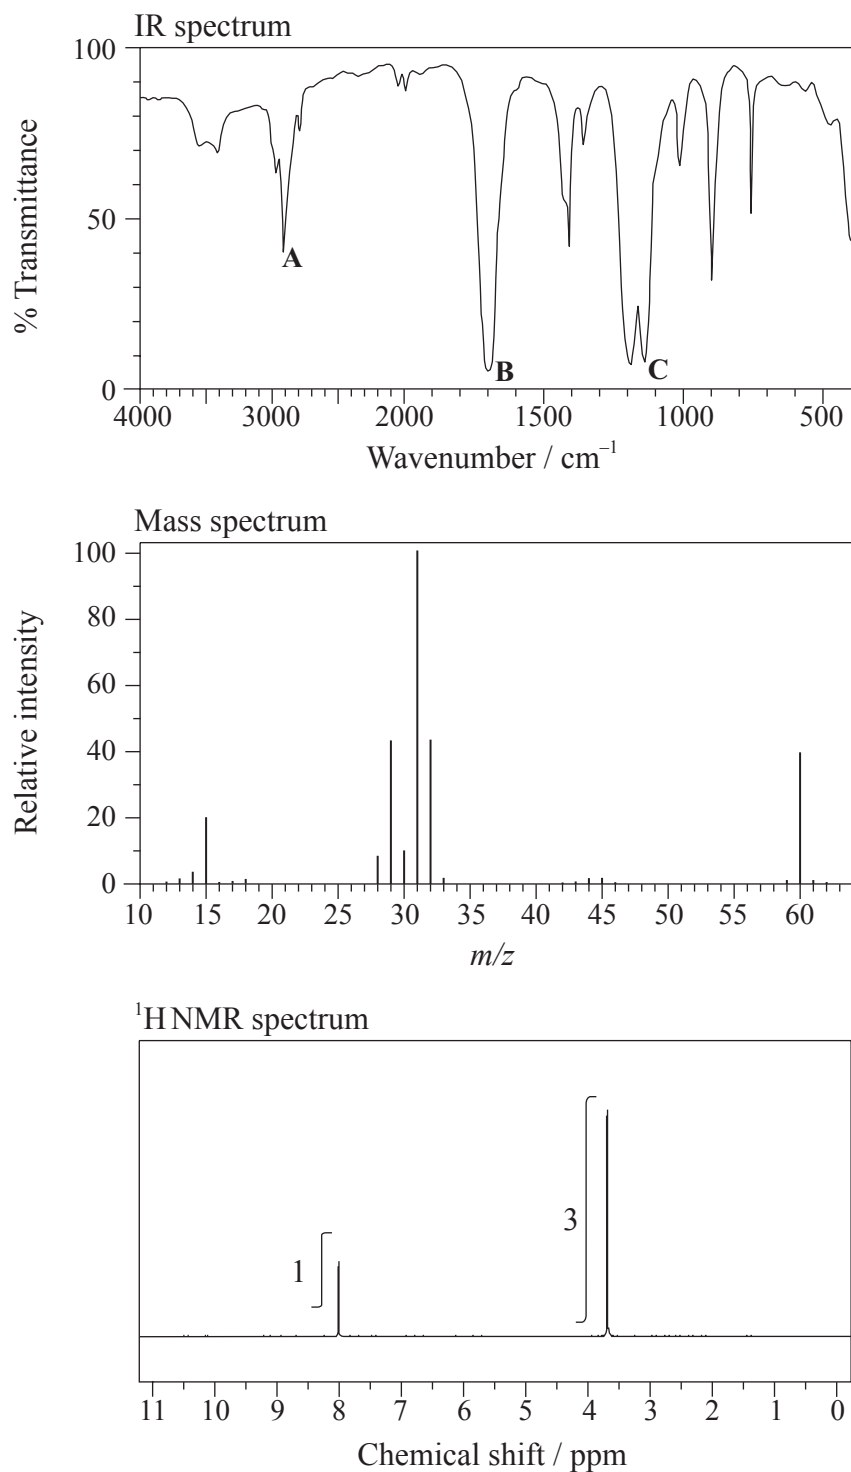 IR spectrum
100
50
0
% Transmittance
A
B
C
4000 3000 2000 1500 1000 500
Wavenumber / cm⁻¹
Mass spectrum
100
80
60
40
20
0
Relative intensity
10 15 20 25 30 35 40 45 50 55 60
m/z
¹H NMR spectrum
1
3
11 10 9 8 7 6 5 4 3 2 1 0
Chemical shift / ppm